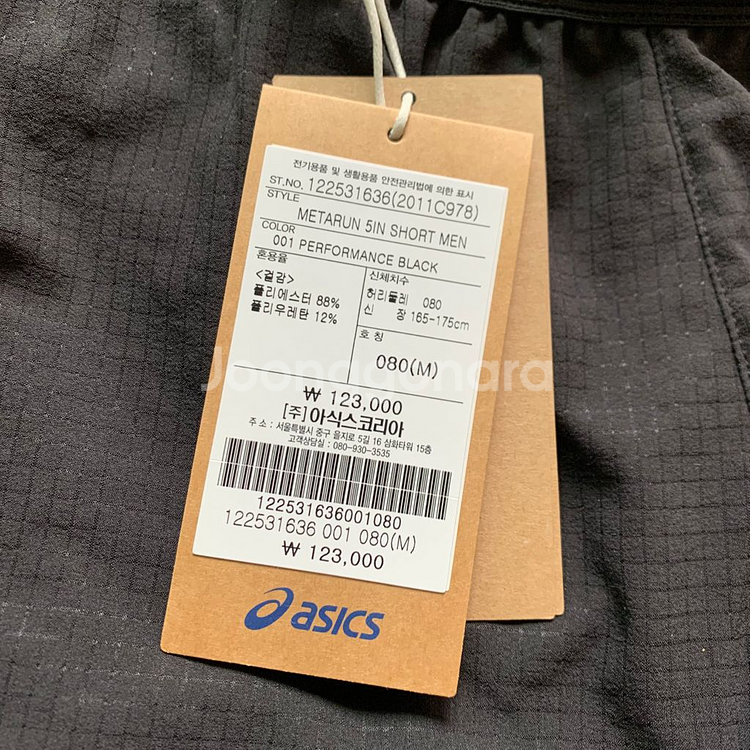 전기용품 및 생활용품 안전관리법에 의한 표시
ST.NO. 122531636(2011C978)
STYLE
METARUN 5IN SHORT MEN
COLOR
001 PERFORMANCE BLACK
혼용율
<겉감>
폴리에스터 88%
폴리우레탄 12%
신체치수
허리둘레 080
신 장 165-175cm
호 칭
080(M)
Joonggonara
₩ 123,000
[주]아식스코리아
주 소 : 서울특별시 중구 을지로 5길 16 삼화타워 15층
고객상담실 : 080-930-3535
122531636001080
122531636 001 080(M)
₩ 123,000
asics